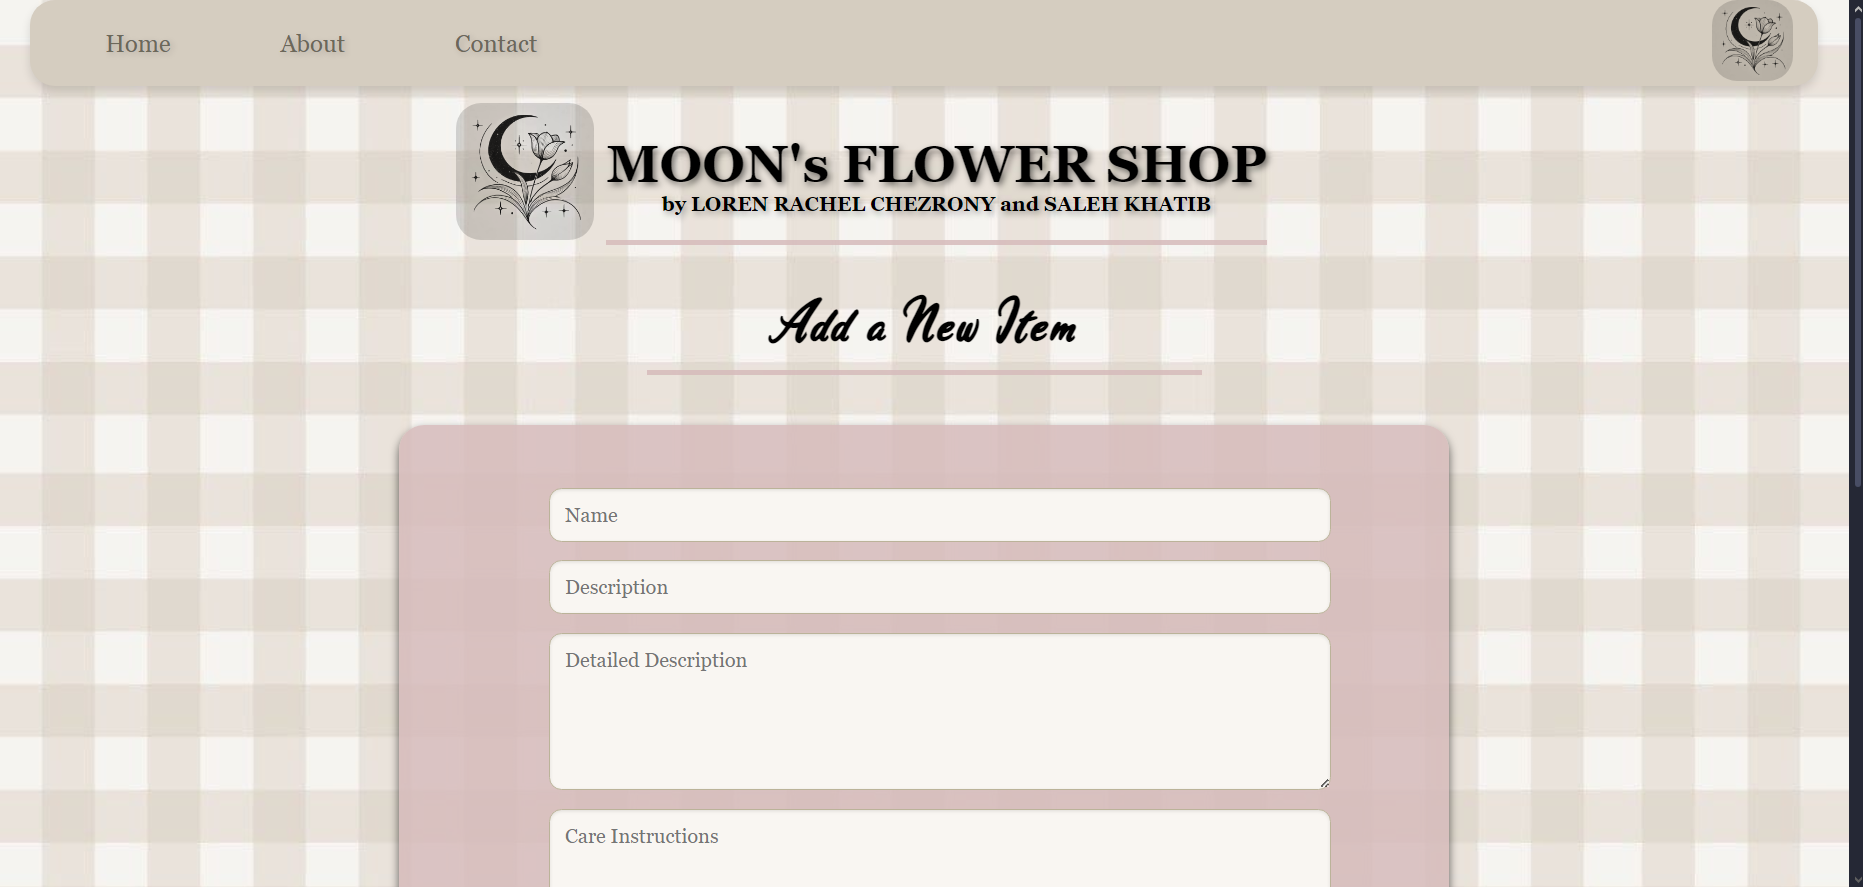 Home
About
Contact
MOON's FLOWER SHOP
by LOREN RACHEL CHEZRONY and SALEH KHATIB
Add a New Item
Name
Description
Detailed Description
Care Instructions